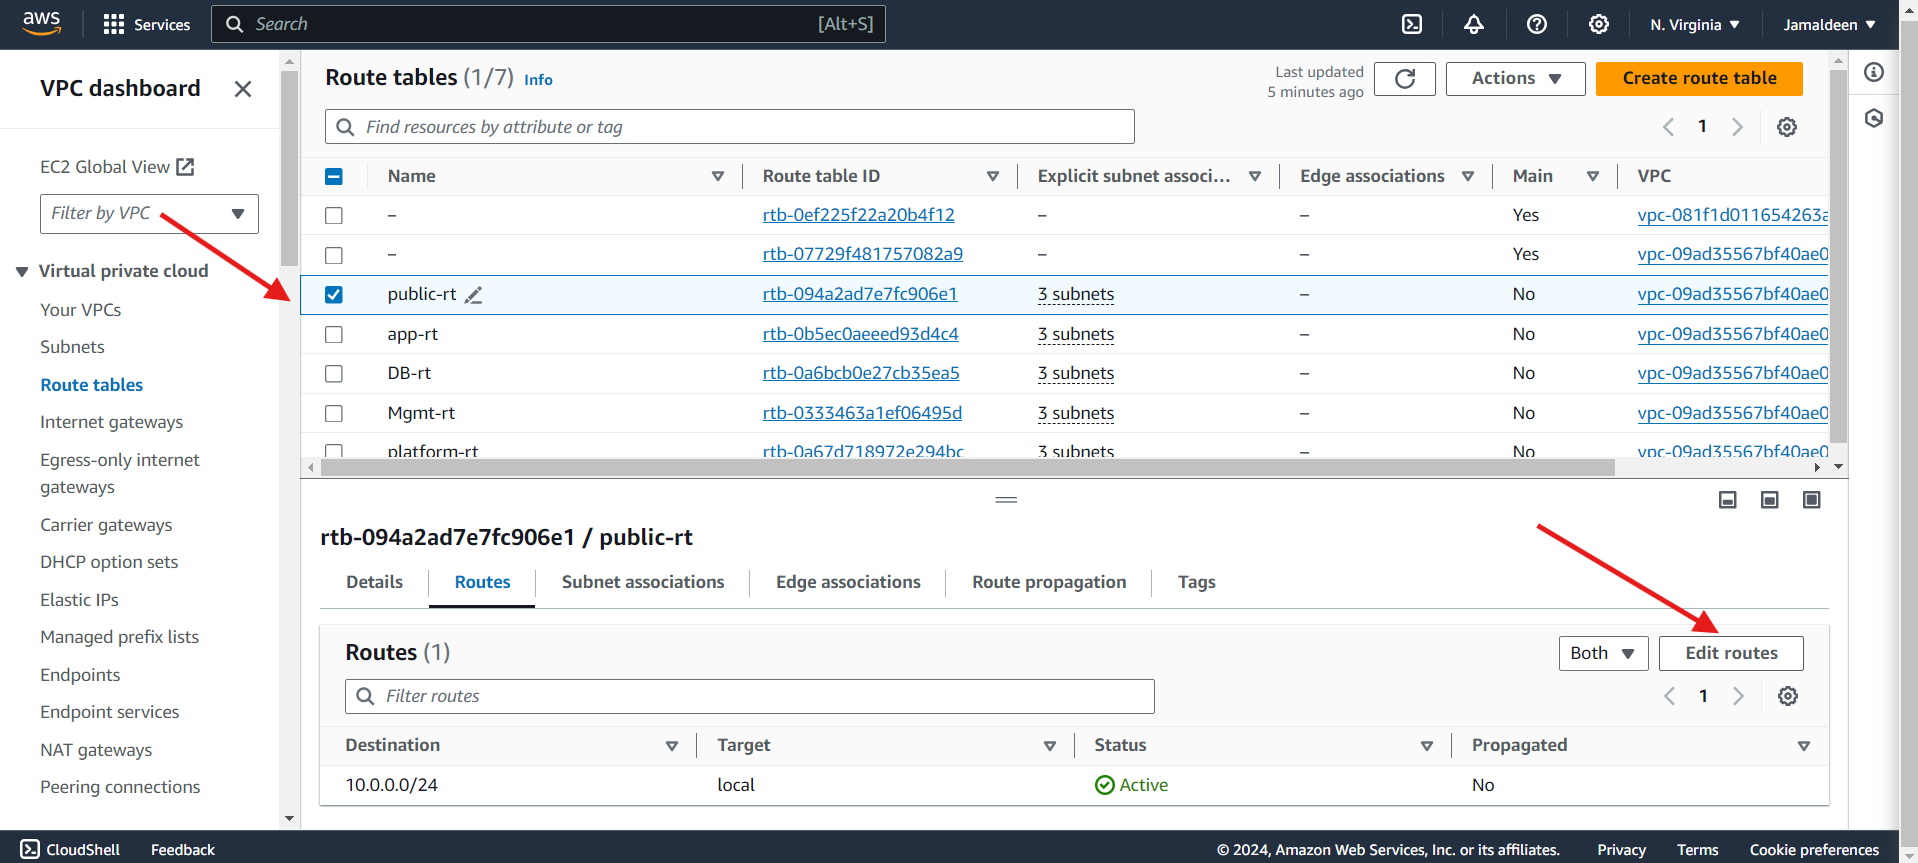 aws
Services
Search [Alt+S]
N. Virginia
Jamaldeen
VPC dashboard
EC2 Global View
Filter by VPC
Virtual private cloud
Your VPCs
Subnets
Route tables
Internet gateways
Egress-only internet
gateways
Carrier gateways
DHCP option sets
Elastic IPs
Managed prefix lists
Endpoints
Endpoint services
NAT gateways
Peering connections
Route tables (1/7) Info
Last updated
5 minutes ago
Actions
Create route table
Find resources by attribute or tag
1
Name Route table ID Explicit subnet associ... Edge associations Main VPC
– rtb-0ef225f22a20b4f12 – – Yes vpc-081f1d011654263a
– rtb-07729f481757082a9 – – Yes vpc-09ad35567bf40ae0
public-rt rtb-094a2ad7e7fc906e1 3 subnets – No vpc-09ad35567bf40ae0
app-rt rtb-0b5ec0aeeed93d4c4 3 subnets – No vpc-09ad35567bf40ae0
DB-rt rtb-0a6bcb0e27cb35ea5 3 subnets – No vpc-09ad35567bf40ae0
Mgmt-rt rtb-0333463a1ef06495d 3 subnets – No vpc-09ad35567bf40ae0
platform-rt rtb-0a67d718972e294bc 3 subnets – No vpc-09ad35567bf40ae0
rtb-094a2ad7e7fc906e1 / public-rt
Details Routes Subnet associations Edge associations Route propagation Tags
Routes (1)
Both
Edit routes
Filter routes
1
Destination Target Status Propagated
10.0.0.0/24 local Active No
CloudShell Feedback © 2024, Amazon Web Services, Inc. or its affiliates. Privacy Terms Cookie preferences